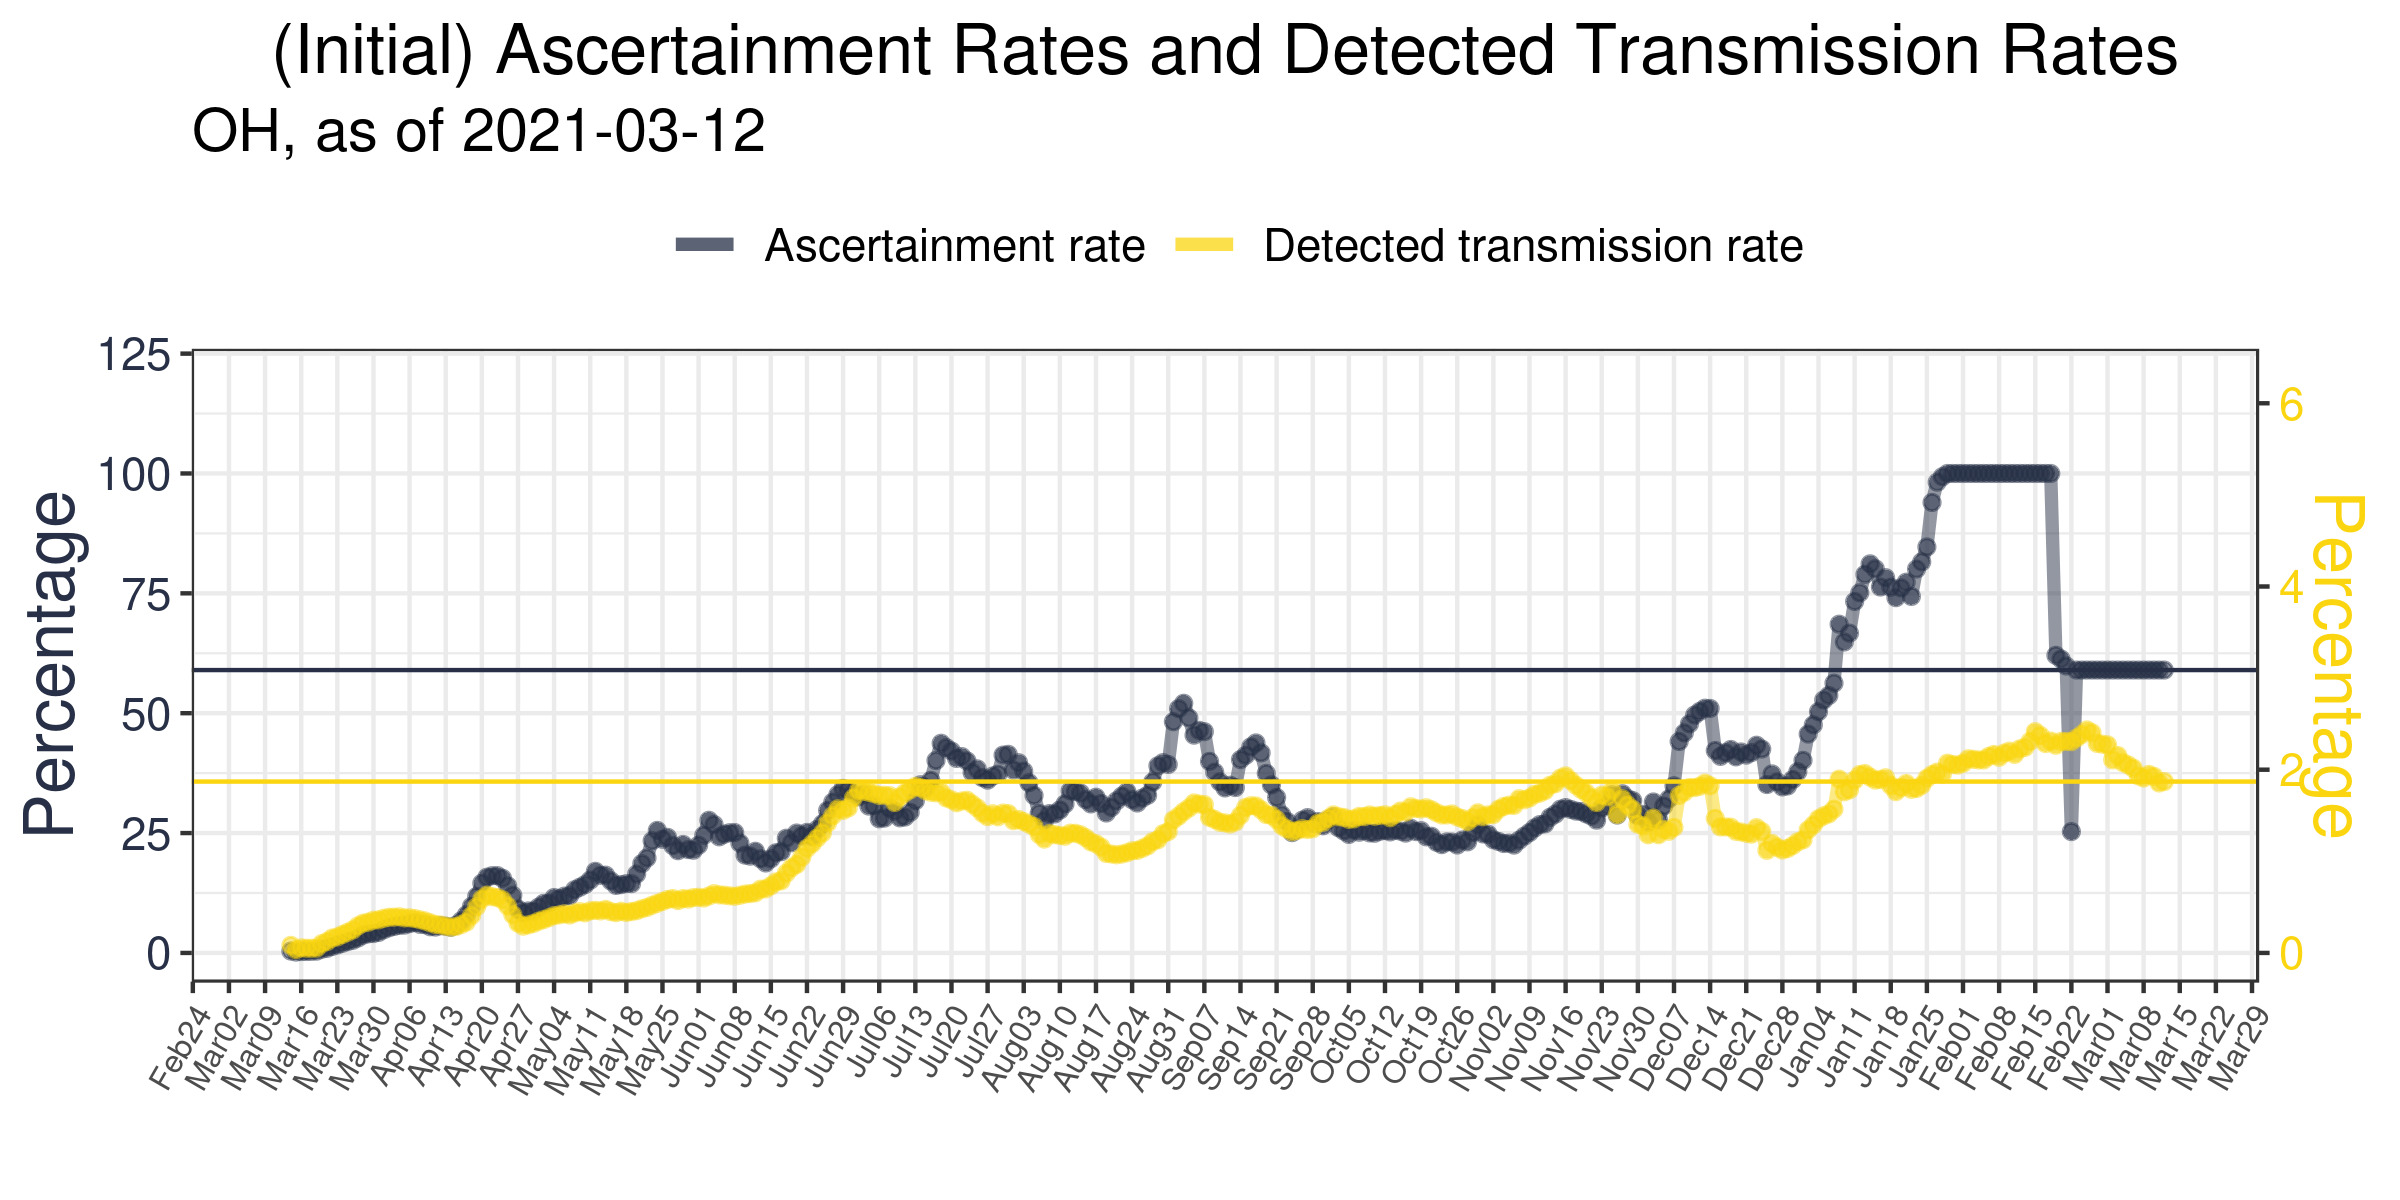 (Initial) Ascertainment Rates and Detected Transmission Rates
OH, as of 2021-03-12
Ascertainment rate
Detected transmission rate
Percentage
125
100
75
50
25
0
6
4
2
0
Percentage
Feb24
Mar02
Mar09
Mar16
Mar23
Mar30
Apr06
Apr13
Apr20
Apr27
May04
May11
May18
May25
Jun01
Jun08
Jun15
Jun22
Jun29
Jul06
Jul13
Jul20
Jul27
Aug03
Aug10
Aug17
Aug24
Aug31
Sep07
Sep14
Sep21
Sep28
Oct05
Oct12
Oct19
Oct26
Nov02
Nov09
Nov16
Nov23
Nov30
Dec07
Dec14
Dec21
Dec28
Jan04
Jan11
Jan18
Jan25
Feb01
Feb08
Feb15
Feb22
Mar01
Mar08
Mar15
Mar22
Mar29